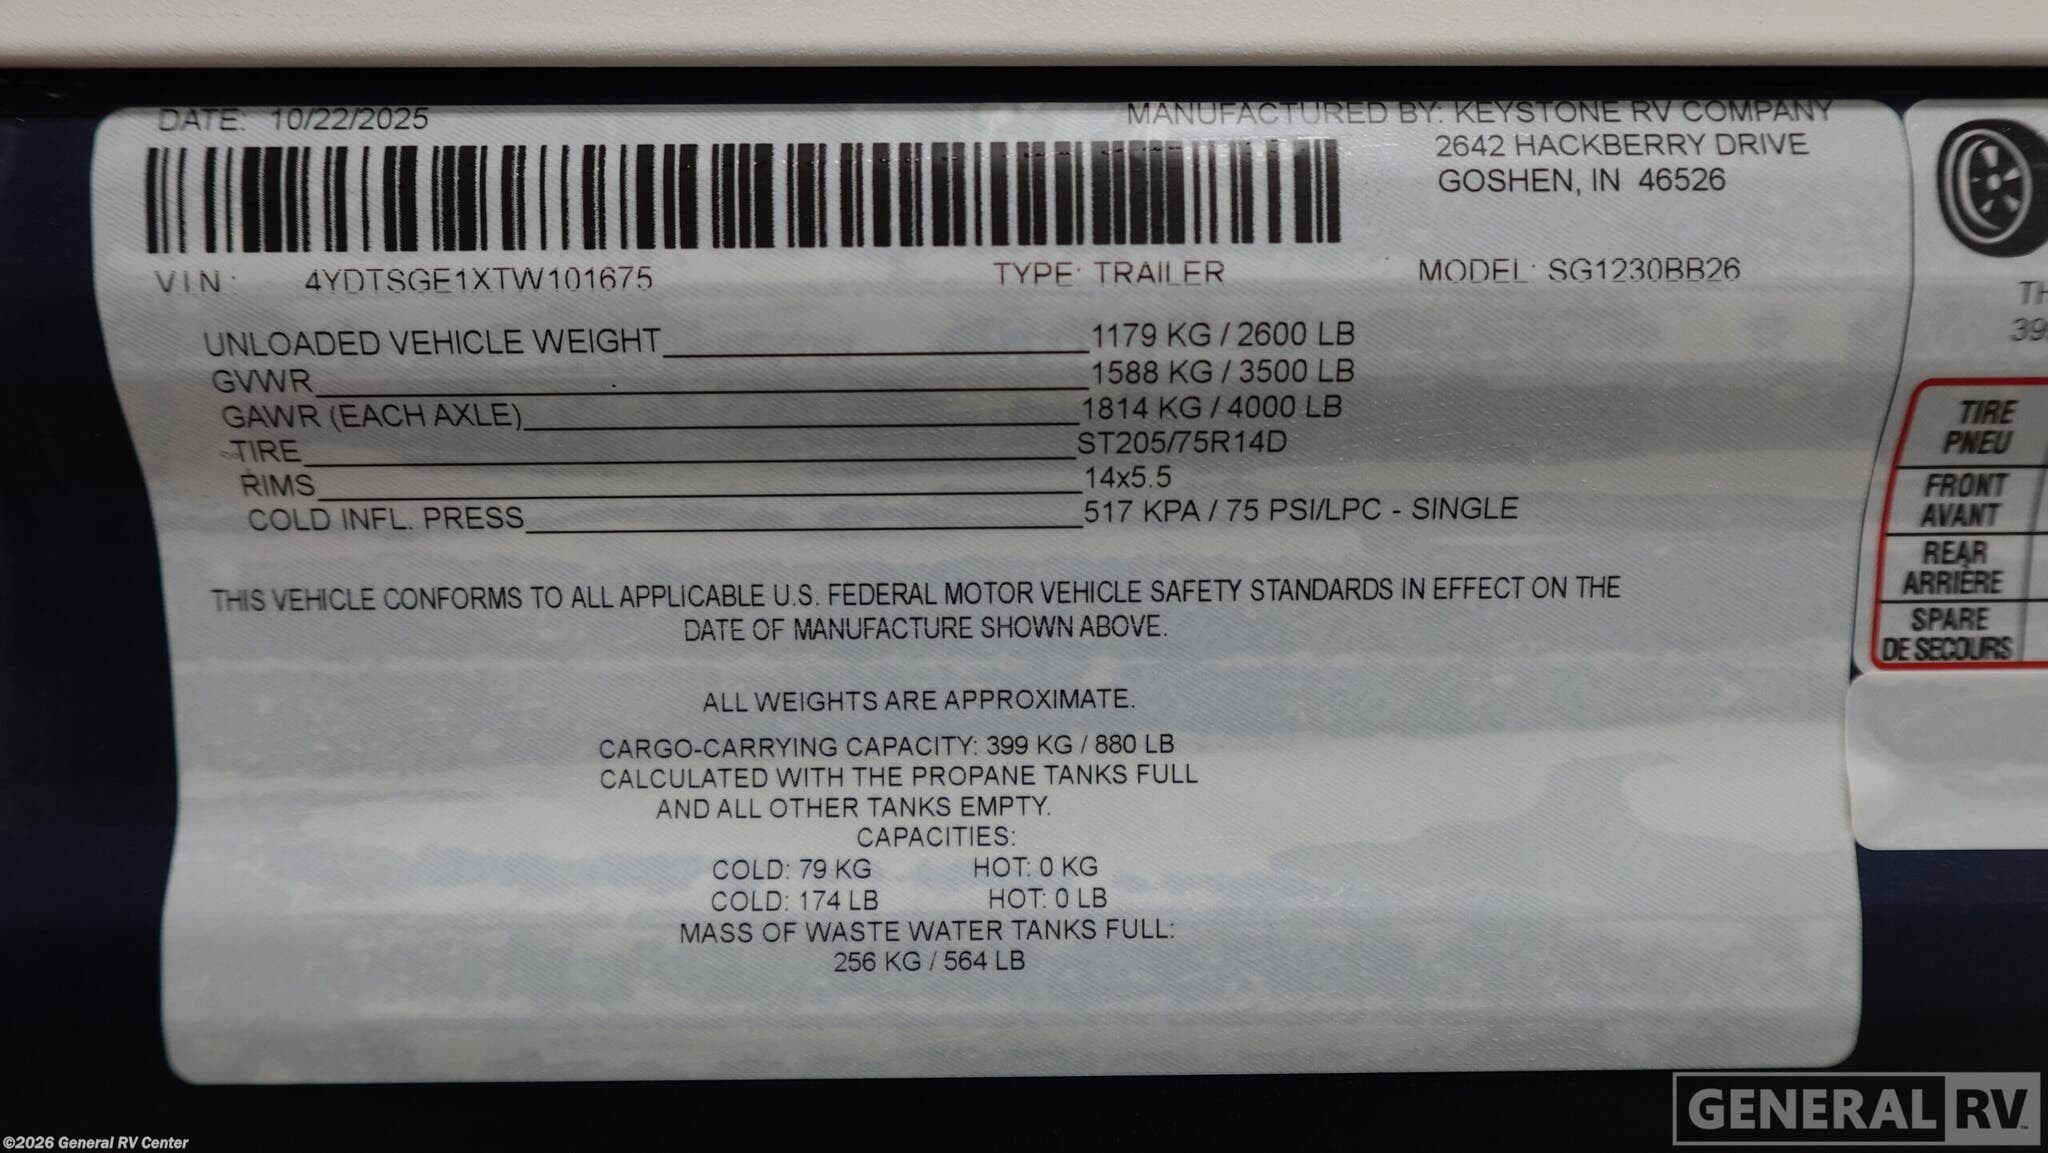 DATE: 10/22/2025
MANUFACTURED BY: KEYSTONE RV COMPANY
2642 HACKBERRY DRIVE
GOSHEN, IN 46526
VIN: 4YDTSGE1XTW101675 TYPE: TRAILER MODEL: SG1230BB26
UNLOADED VEHICLE WEIGHT 1179 KG / 2600 LB
GVWR 1588 KG / 3500 LB
GAWR (EACH AXLE) 1814 KG / 4000 LB
TIRE ST205/75R14D
RIMS 14x5.5
COLD INFL. PRESS 517 KPA / 75 PSI/LPC - SINGLE
THIS VEHICLE CONFORMS TO ALL APPLICABLE U.S. FEDERAL MOTOR VEHICLE SAFETY STANDARDS IN EFFECT ON THE
DATE OF MANUFACTURE SHOWN ABOVE.
ALL WEIGHTS ARE APPROXIMATE.
CARGO-CARRYING CAPACITY: 399 KG / 880 LB
CALCULATED WITH THE PROPANE TANKS FULL
AND ALL OTHER TANKS EMPTY.
CAPACITIES:
COLD: 79 KG HOT: 0 KG
COLD: 174 LB HOT: 0 LB
MASS OF WASTE WATER TANKS FULL:
256 KG / 564 LB
TIRE
PNEU
FRONT
AVANT
REAR
ARRIÈRE
SPARE
DE SECOURS
GENERAL RV
©2026 General RV Center